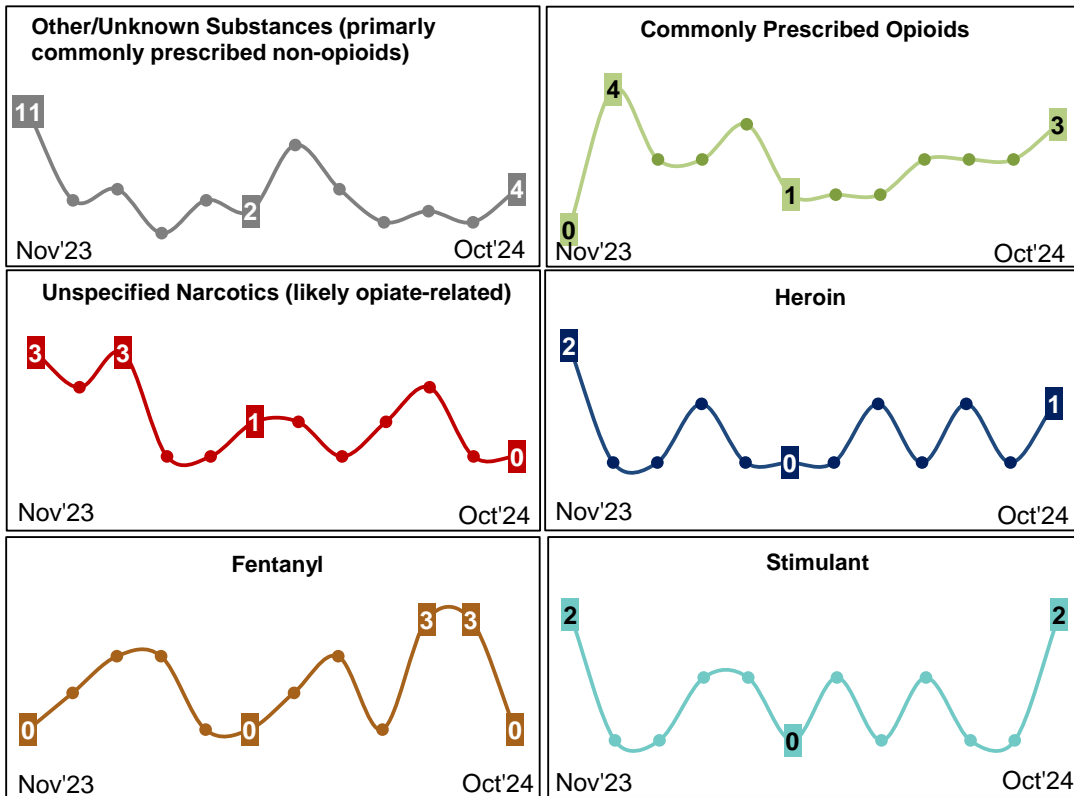 Other/Unknown Substances (primarly
commonly prescribed non-opioids)
11
2
4
Nov'23
Oct'24
Commonly Prescribed Opioids
4
3
1
0
Nov'23
Oct'24
Unspecified Narcotics (likely opiate-related)
3
3
1
0
Nov'23
Oct'24
Heroin
2
1
0
Nov'23
Oct'24
Fentanyl
3
3
0
0
0
Nov'23
Oct'24
Stimulant
2
2
0
Nov'23
Oct'24